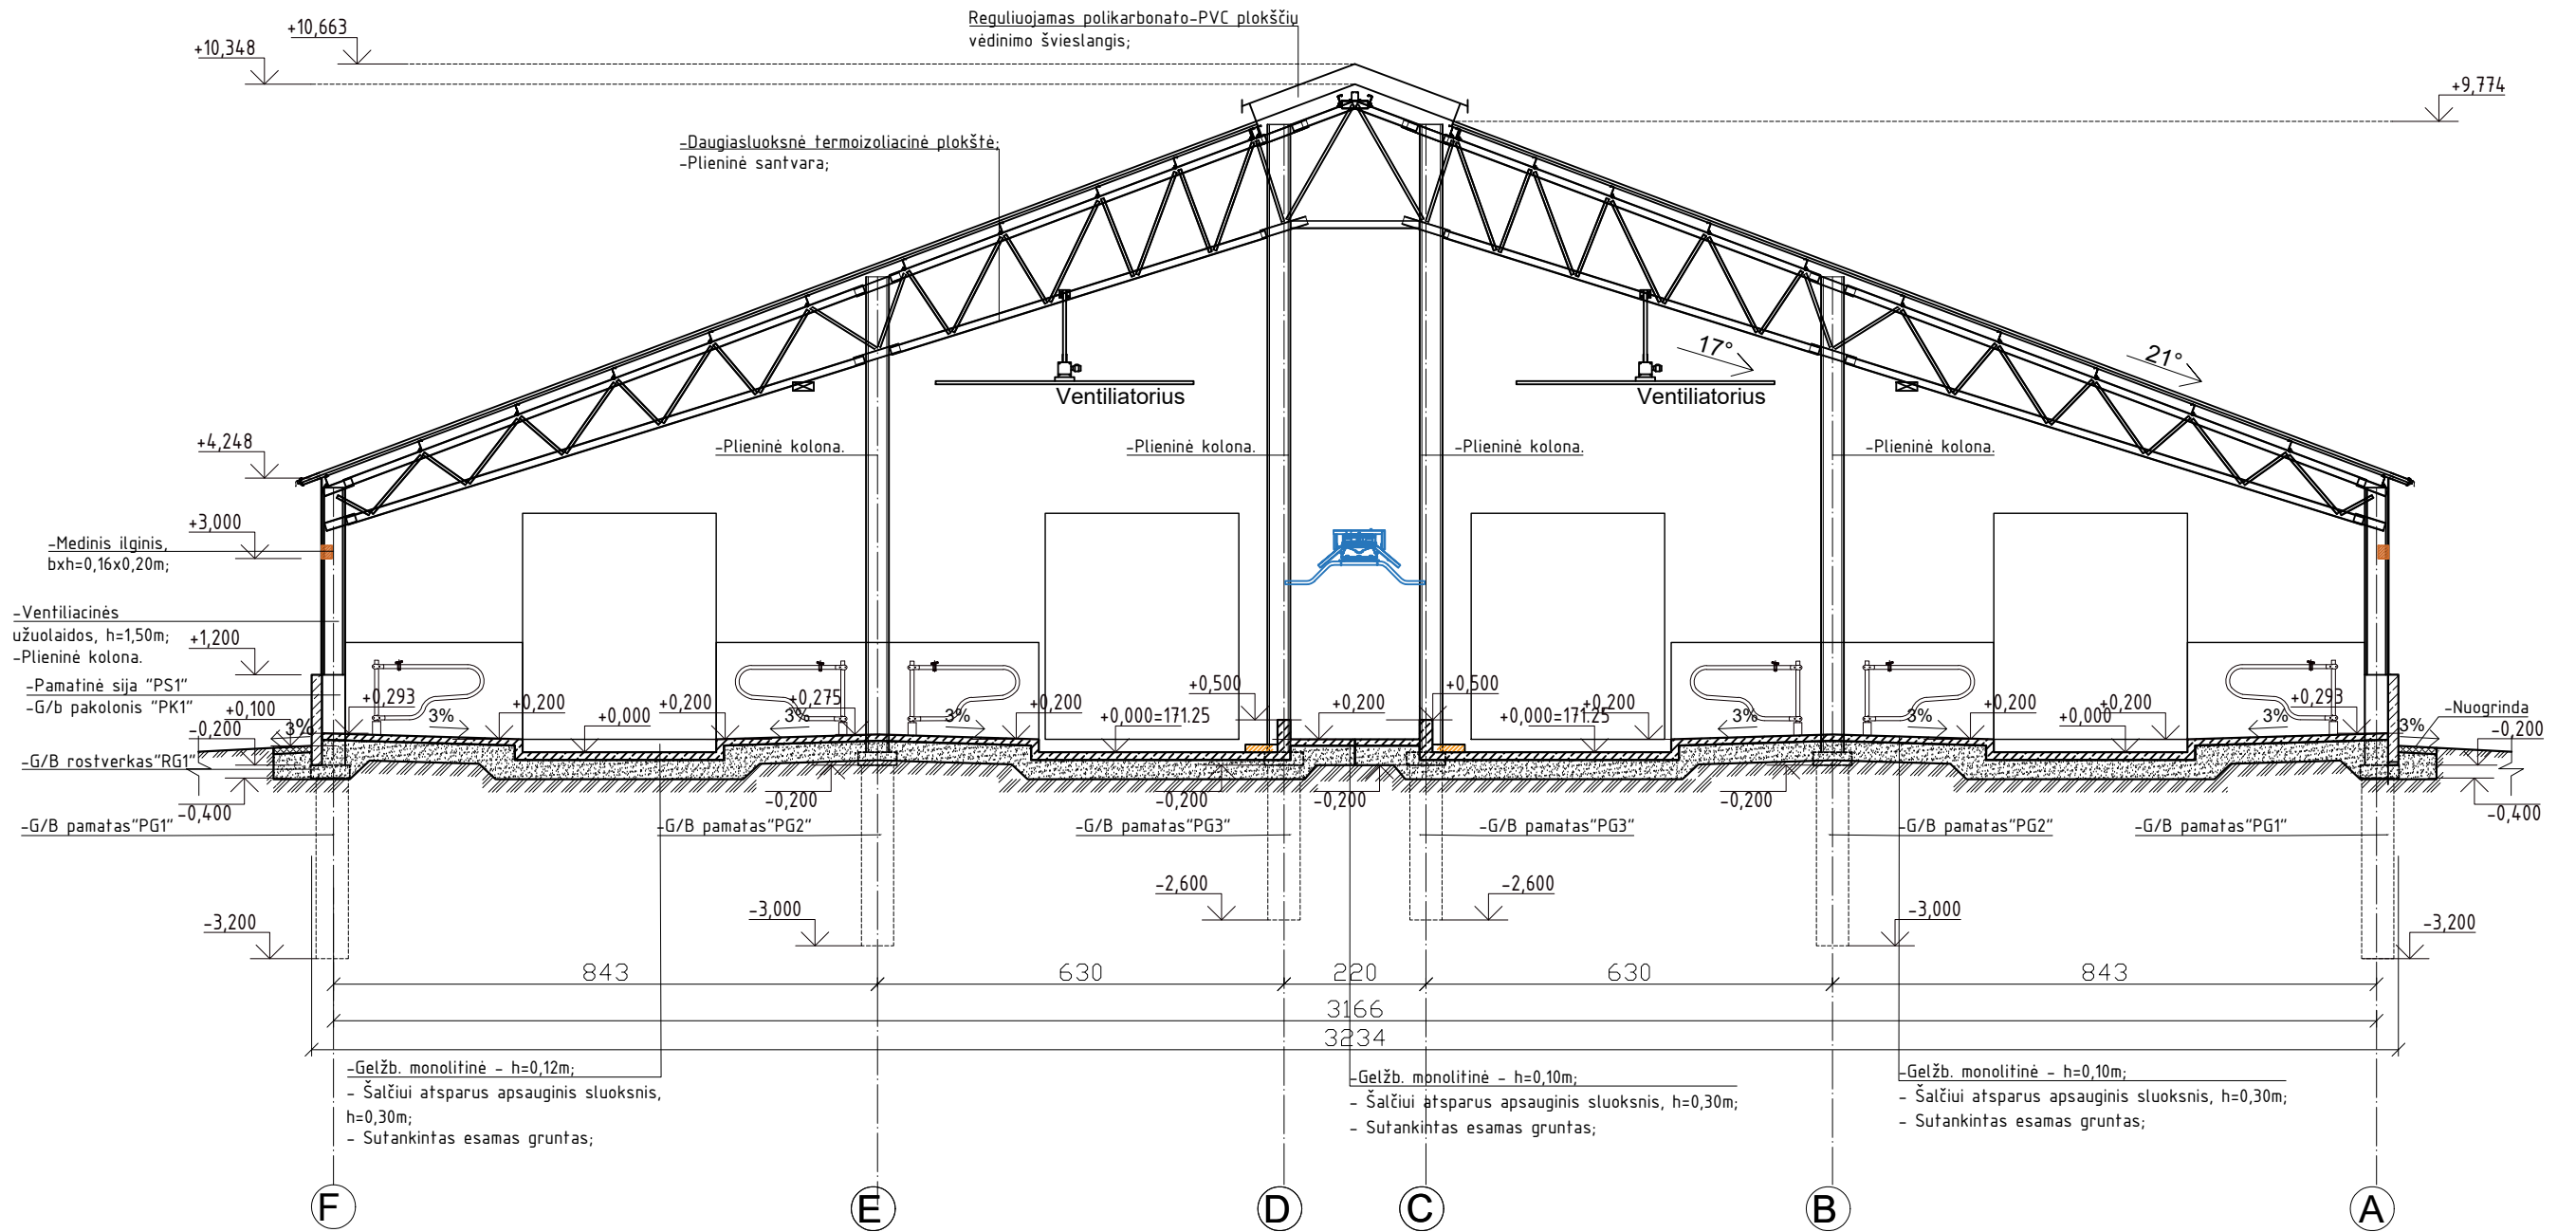 +10,663
+10,348
Reguliuojamas polikarbonato-PVC plokščių
vėdinimo švieslangis;
+9,774
-Daugiasluoksnė termoizoliacinė plokštė;
-Plieninė santvara;
17°
21°
Ventiliatorius
Ventiliatorius
+4,248
-Plieninė kolona.
-Plieninė kolona.
-Plieninė kolona.
-Plieninė kolona.
+3,000
-Medinis ilginis,
bxh=0,16x0,20m;
-Ventiliacinės
užuolaidos, h=1,50m;
-Plieninė kolona.
+1,200
-Pamatinė sija "PS1"
-G/b pakolonis "PK1"
+0,100
3%
-0,200
+0,293
3%
+0,200
+0,000
+0,200
3%
+0,275
3%
+0,200
+0,000=171.25
+0,500
+0,200
+0,500
+0,000=171.25
+0,200
3%
3%
+0,200
+0,000
+0,200
3%
+0,293
3%
-Nuogrinda
-0,200
-G/B rostverkas"RG1"
-0,400
-0,200
-0,200
-0,200
-0,200
-0,400
-G/B pamatas"PG1"
-G/B pamatas"PG2"
-G/B pamatas"PG3"
-G/B pamatas"PG3"
-G/B pamatas"PG2"
-G/B pamatas"PG1"
-3,200
-3,000
-2,600
-2,600
-3,000
-3,200
843
630
220
630
843
3166
3234
-Gelžb. monolitinė - h=0,12m;
- Šalčiui atsparus apsauginis sluoksnis,
h=0,30m;
- Sutankintas esamas gruntas;
-Gelžb. monolitinė - h=0,10m;
- Šalčiui atsparus apsauginis sluoksnis, h=0,30m;
- Sutankintas esamas gruntas;
-Gelžb. monolitinė - h=0,10m;
- Šalčiui atsparus apsauginis sluoksnis, h=0,30m;
- Sutankintas esamas gruntas;
F
E
D
C
B
A